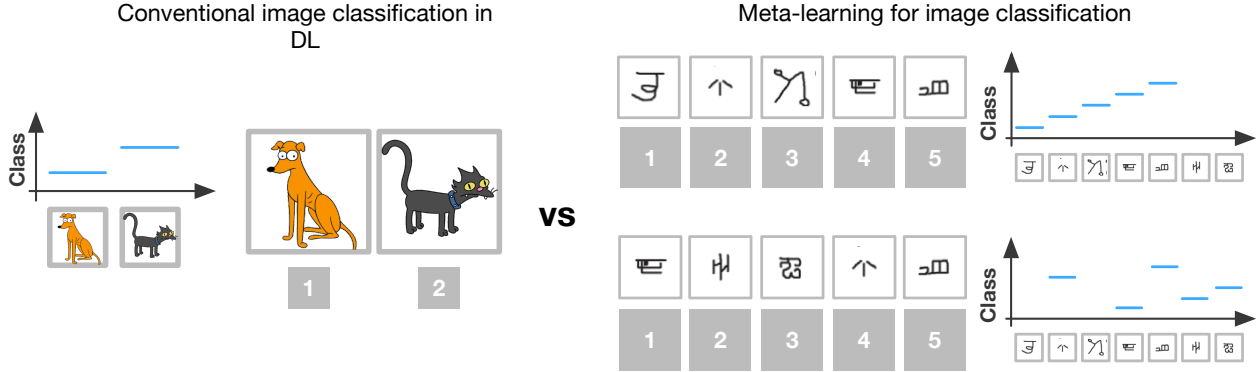 Conventional image classification in
DL
Class
1 2
vs
Meta-learning for image classification
1 2 3 4 5
Class
1 2 3 4 5
Class